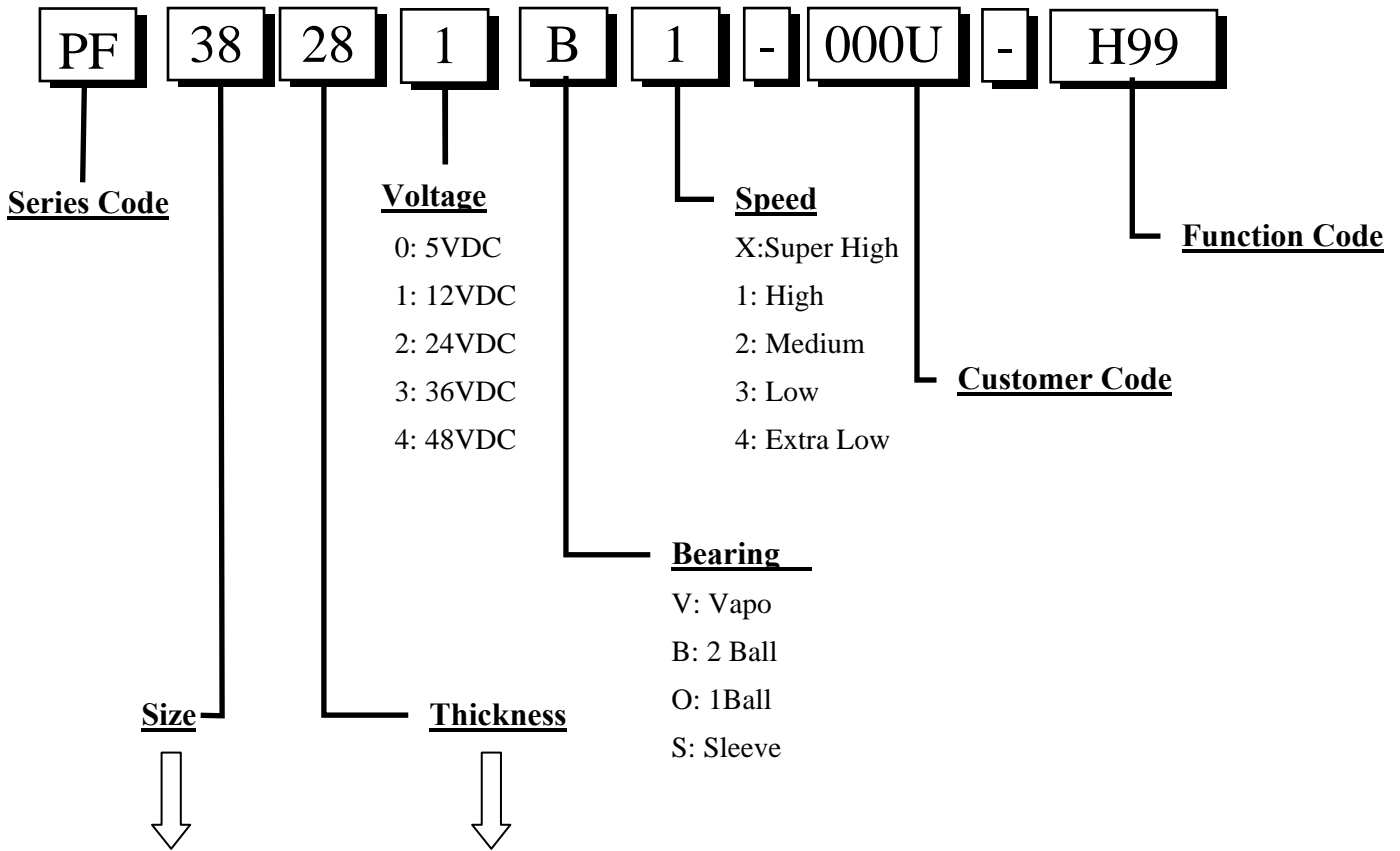 PF 38 28 1 B 1 - 000U - H99
Series Code
Voltage
0: 5VDC
1: 12VDC
2: 24VDC
3: 36VDC
4: 48VDC
Speed
X:Super High
1: High
2: Medium
3: Low
4: Extra Low
Function Code
Customer Code
Bearing
V: Vapo
B: 2 Ball
O: 1Ball
S: Sleeve
Size
Thickness